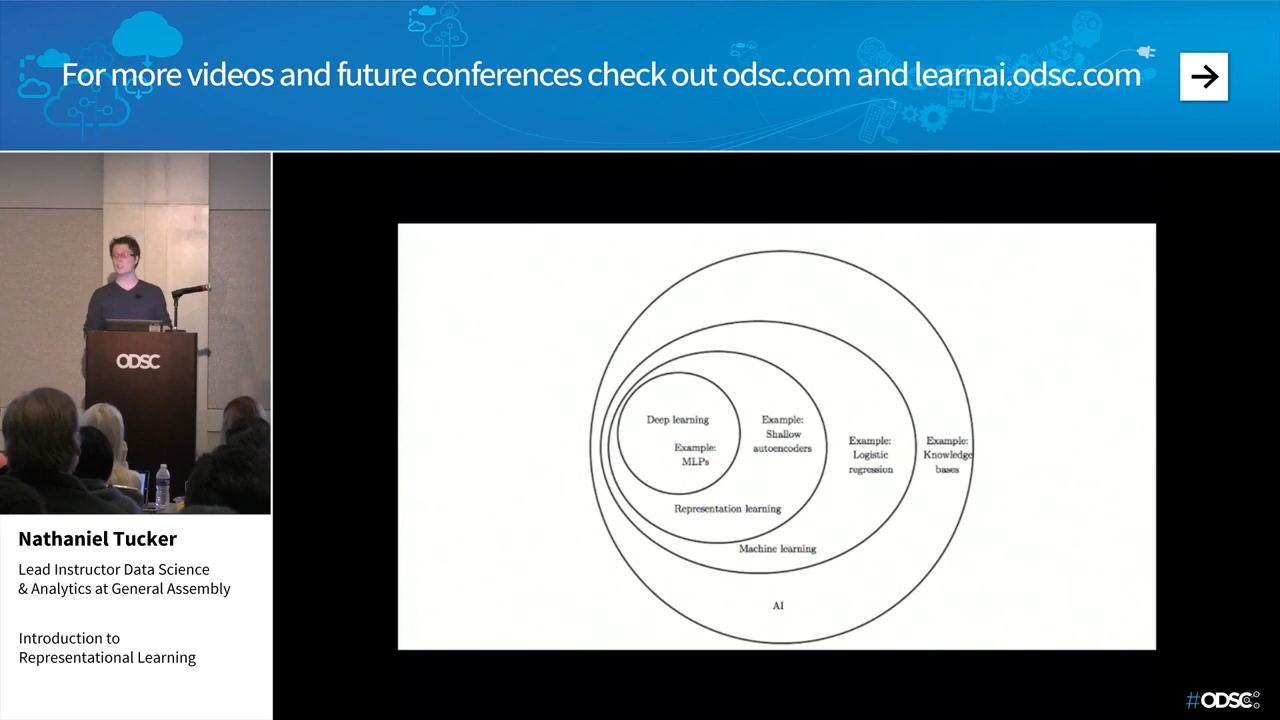 For more videos and future conferences check out odsc.com and learnai.odsc.com
ODSC
Nathaniel Tucker
Lead Instructor Data Science
& Analytics at General Assembly
Introduction to
Representational Learning
Deep learning
Example:
MLPs
Example:
Shallow
autoencoders
Example:
Logistic
regression
Example:
Knowledge
bases
Representation learning
Machine learning
AI
#ODSC